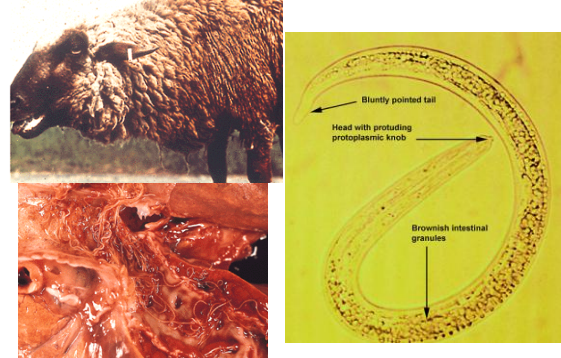 Bluntly pointed tail
Head with protuding
protoplasmic knob
Brownish intestinal
granules